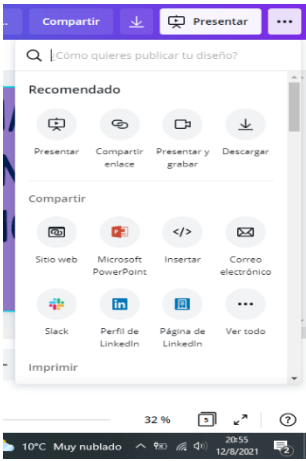 Compartir Presentar ...
¿Cómo quieres publicar tu diseño?
Recomendado
Presentar Compartir enlace Presentar y grabar Descargar
Compartir
Sitio web Microsoft PowerPoint Insertar Correo electrónico
Slack Perfil de LinkedIn Página de LinkedIn Ver todo
Imprimir
32 % 5 ?
10°C Muy nublado 20:55
12/8/2021 2